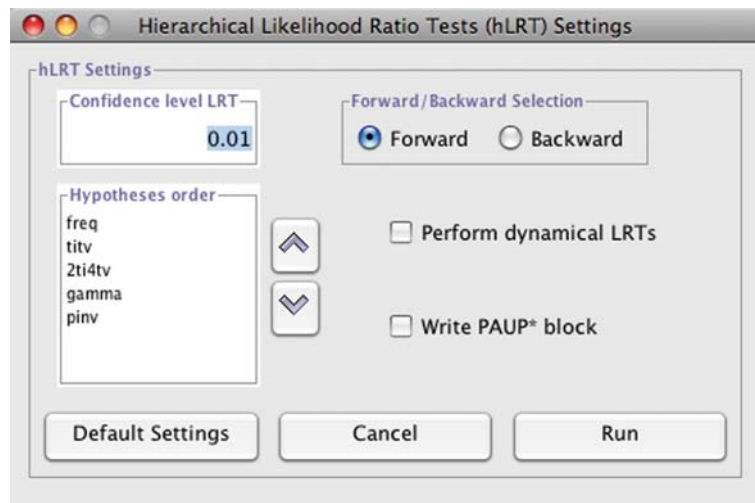 Hierarchical Likelihood Ratio Tests (hLRT) Settings
hLRT Settings
Confidence level LRT
0.01
Forward/Backward Selection
Forward
Backward
Hypotheses order
freq
titv
2ti4tv
gamma
pinv
Perform dynamical LRTs
Write PAUP* block
Default Settings
Cancel
Run